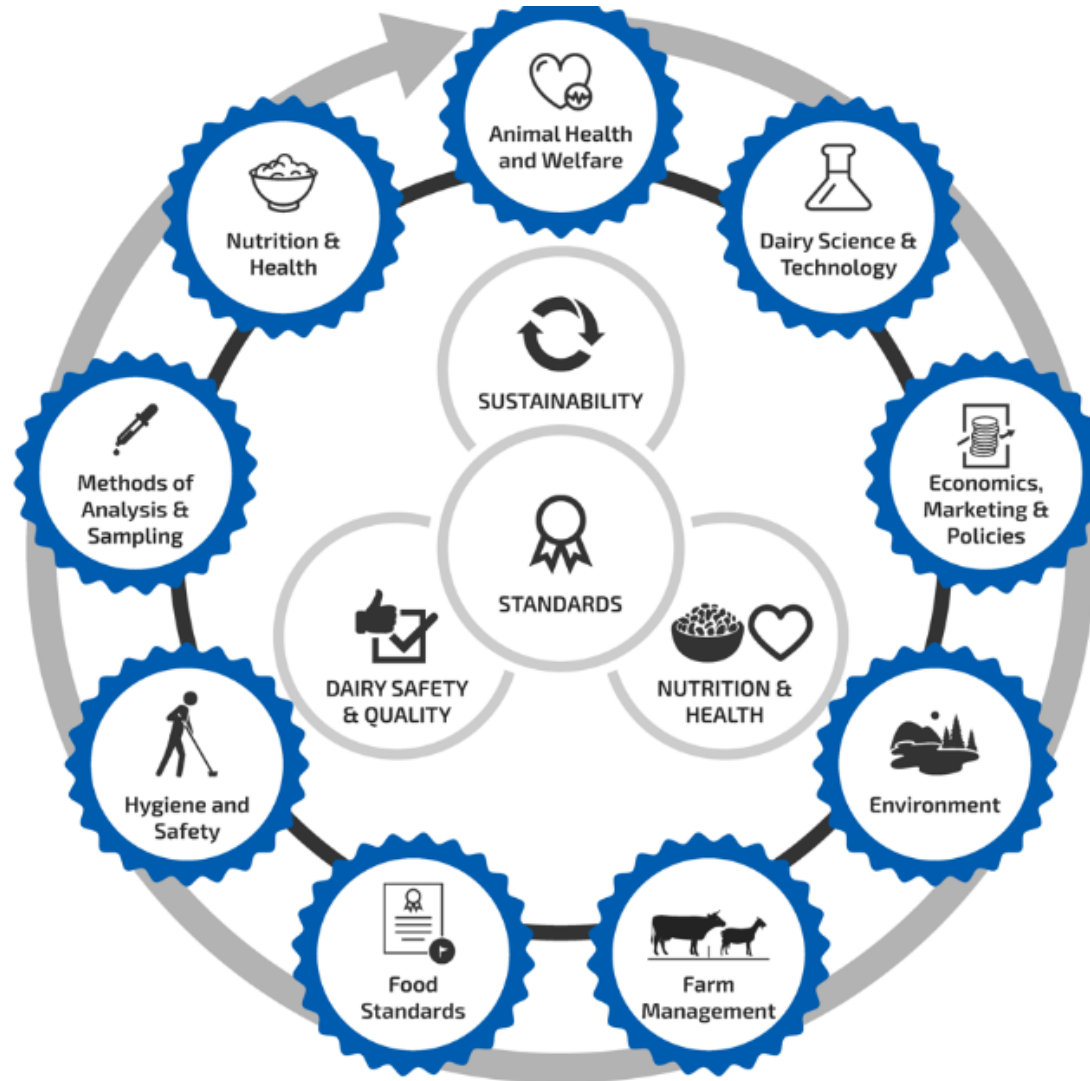 Animal Health
and Welfare
Dairy Science &
Technology
Economics,
Marketing &
Policies
Environment
Farm
Management
Food
Standards
Hygiene and
Safety
Methods of
Analysis &
Sampling
Nutrition &
Health
SUSTAINABILITY
STANDARDS
DAIRY SAFETY
& QUALITY
NUTRITION &
HEALTH